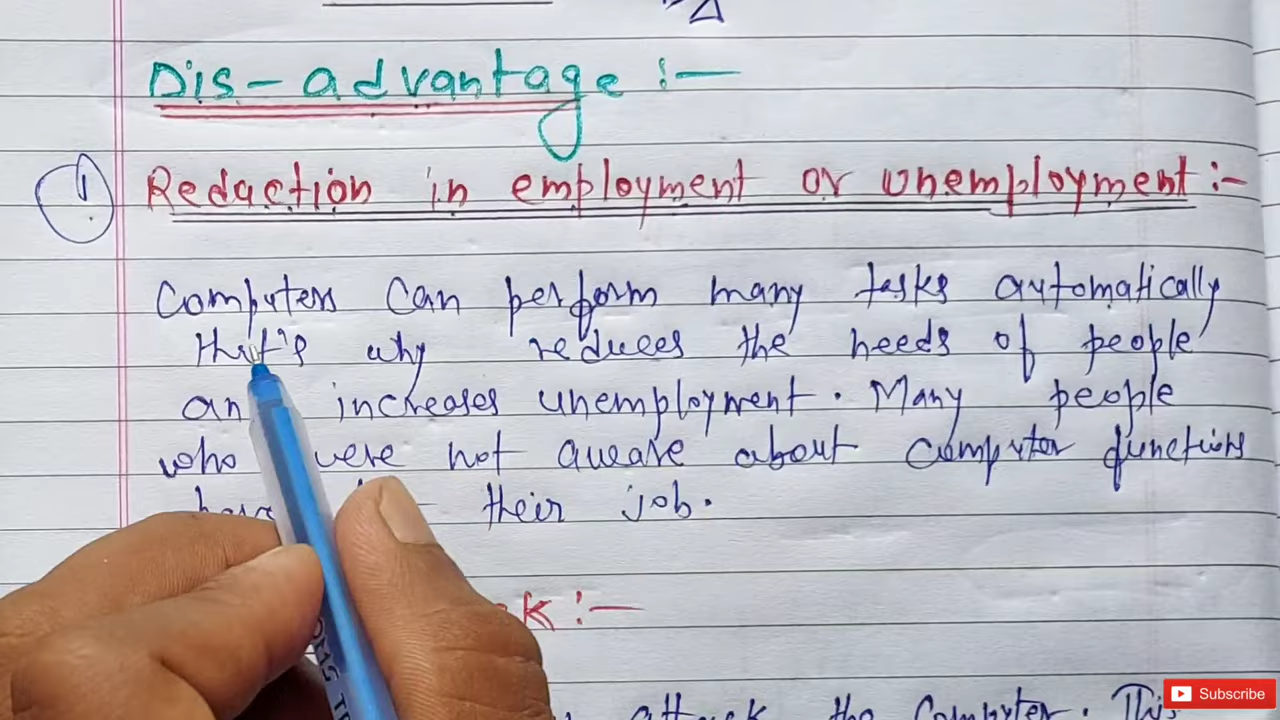 Dis-advantage :-
① Redaction in employment or unemployment :-
Computers can perform many tasks automatically
that's why reduces the needs of people
an increases unemployment. Many people
who were not aware about computer functions
have their job.
:-
attack the computer. This
Subscribe